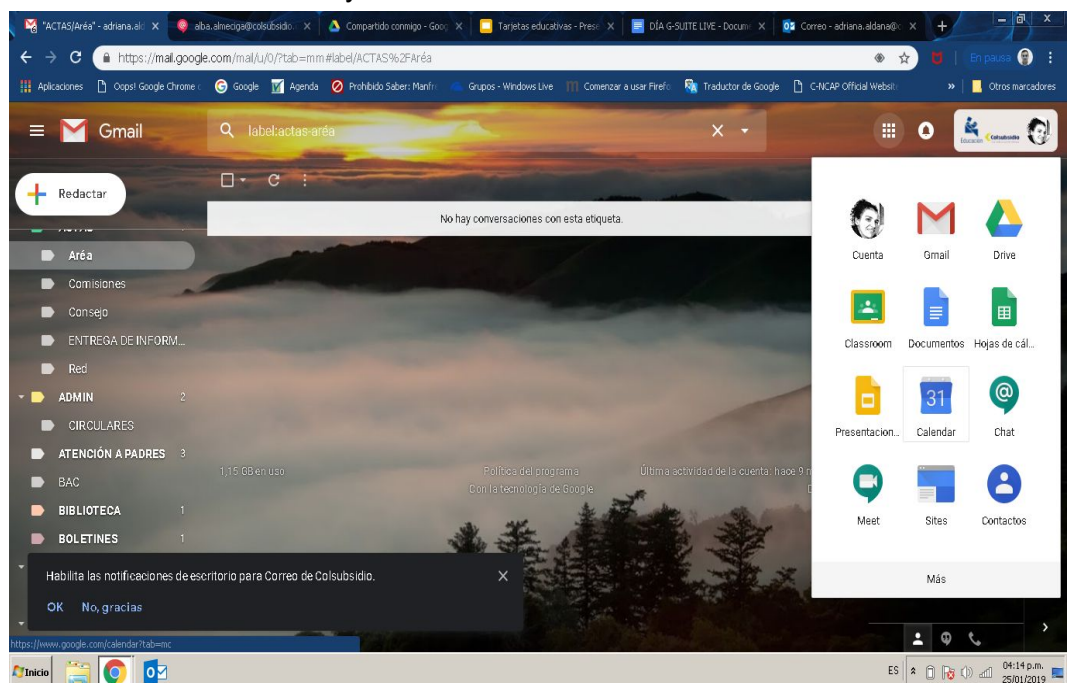 "ACTAS/Aréa" - adriana.al
alba.almeciga@colsubsidio.
Compartido conmigo - Goog
Tarjetas educativas - Prese
DÍA G-SUITE LIVE - Docum
Correo - adriana.aldana@c
https://mail.google.com/mail/u/0/?tab=mm#label/ACTAS%2FAréa
En pausa
Aplicaciones
Oops! Google Chrome
Google
Agenda
Prohibido Saber: Manfr
Grupos - Windows Live
Comenzar a usar Firef
Traductor de Google
C-NCAP Official Websit
»
Otros marcadores
Gmail
label:actas-aréa
Educación
Colsubsidio
Redactar
No hay conversaciones con esta etiqueta.
Aréa
Comisiones
Consejo
ENTREGA DE INFORM...
Red
ADMIN 2
CIRCULARES
ATENCIÓN A PADRES 3
BAC
BIBLIOTECA 1
BOLETINES 1
1,15 GB en uso
Política del programa
Con la tecnología de Google
Última actividad de la cuenta: hace 9 m
Cuenta
Gmail
Drive
Classroom
Documentos
Hojas de cál...
Presentacion...
31
Calendar
Chat
Meet
Sites
Contactos
Más
Habilita las notificaciones de escritorio para Correo de Colsubsidio.
OK No, gracias
https://www.google.com/calendar?tab=mc
Inicio
ES
04:14 p.m.
25/01/2019